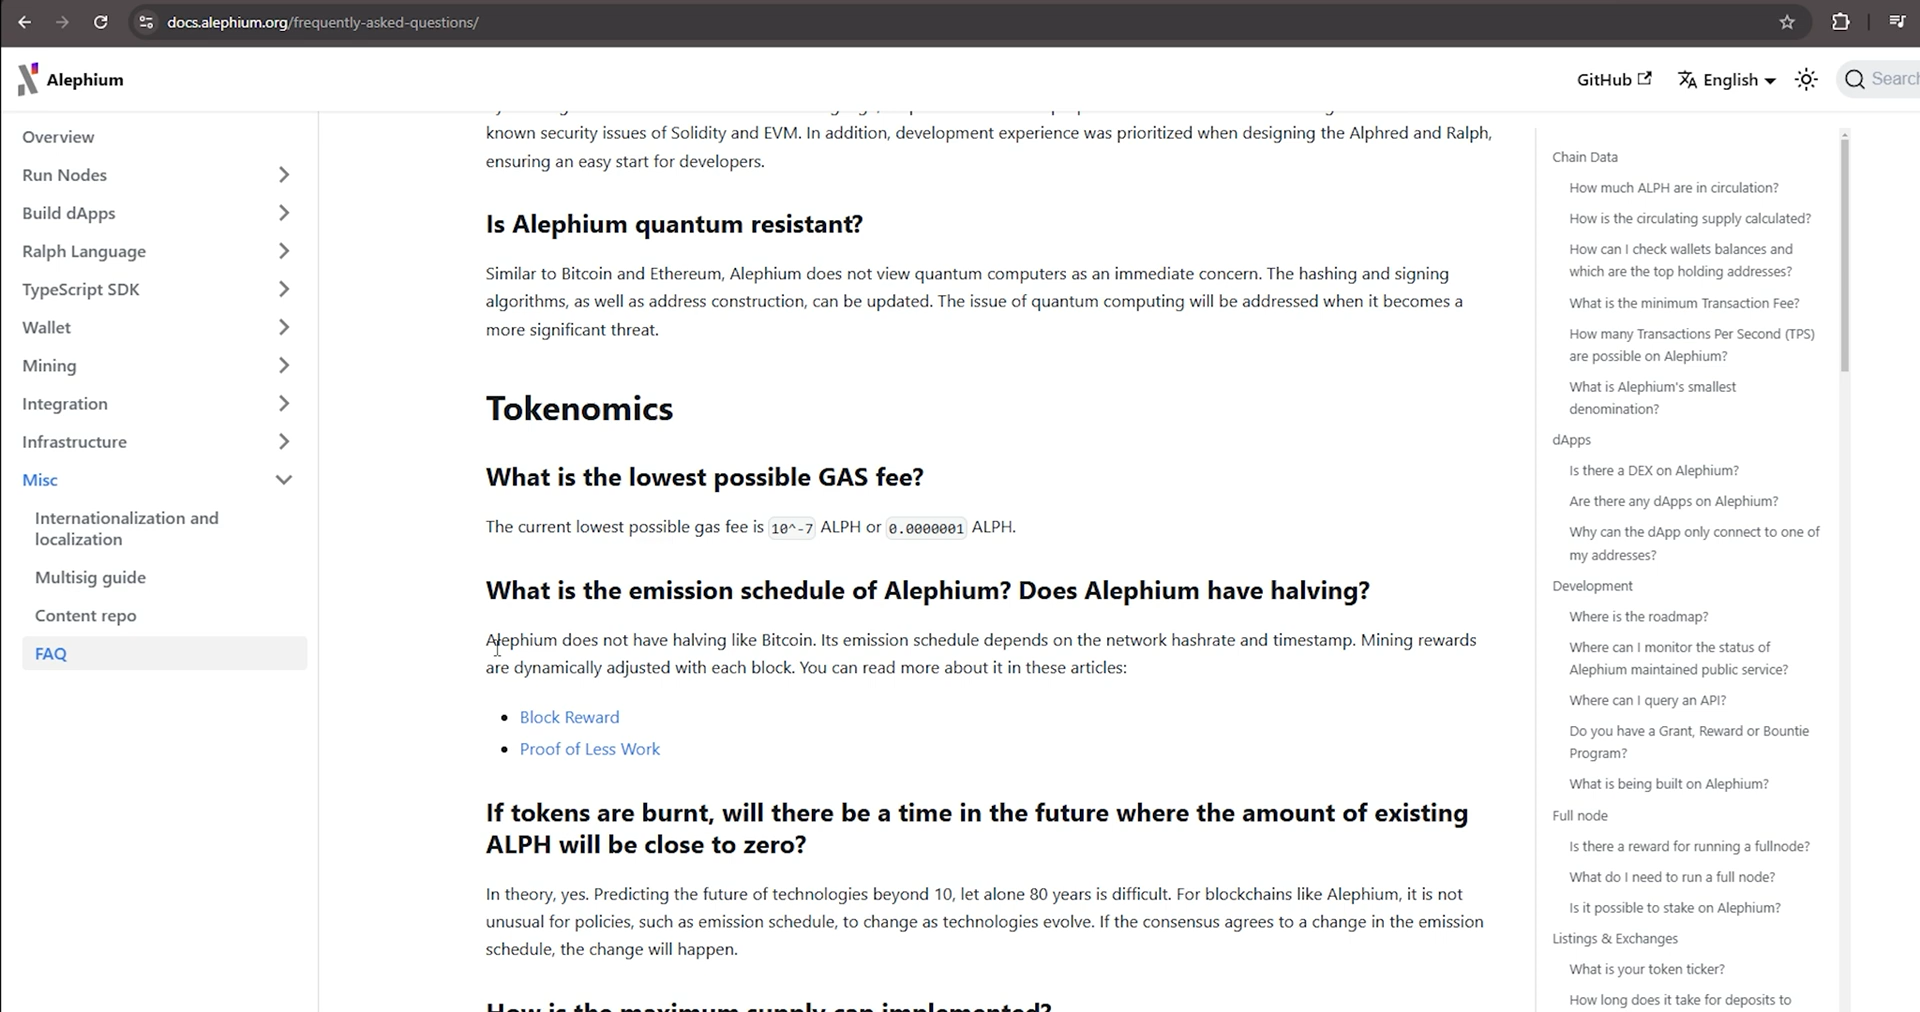 docs.alephium.org/frequently-asked-questions/
Alephium
GitHub
English
Search
Overview
Run Nodes
Build dApps
Ralph Language
TypeScript SDK
Wallet
Mining
Integration
Infrastructure
Misc
Internationalization and
localization
Multisig guide
Content repo
FAQ
known security issues of Solidity and EVM. In addition, development experience was prioritized when designing the Alphred and Ralph,
ensuring an easy start for developers.
Is Alephium quantum resistant?
Similar to Bitcoin and Ethereum, Alephium does not view quantum computers as an immediate concern. The hashing and signing
algorithms, as well as address construction, can be updated. The issue of quantum computing will be addressed when it becomes a
more significant threat.
Tokenomics
What is the lowest possible GAS fee?
The current lowest possible gas fee is 10^-7 ALPH or 0.0000001 ALPH.
What is the emission schedule of Alephium? Does Alephium have halving?
Alephium does not have halving like Bitcoin. Its emission schedule depends on the network hashrate and timestamp. Mining rewards
are dynamically adjusted with each block. You can read more about it in these articles:
Block Reward
Proof of Less Work
If tokens are burnt, will there be a time in the future where the amount of existing
ALPH will be close to zero?
In theory, yes. Predicting the future of technologies beyond 10, let alone 80 years is difficult. For blockchains like Alephium, it is not
unusual for policies, such as emission schedule, to change as technologies evolve. If the consensus agrees to a change in the emission
schedule, the change will happen.
How is the maximum supply cap implemented?
Chain Data
How much ALPH are in circulation?
How is the circulating supply calculated?
How can I check wallets balances and
which are the top holding addresses?
What is the minimum Transaction Fee?
How many Transactions Per Second (TPS)
are possible on Alephium?
What is Alephium's smallest
denomination?
dApps
Is there a DEX on Alephium?
Are there any dApps on Alephium?
Why can the dApp only connect to one of
my addresses?
Development
Where is the roadmap?
Where can I monitor the status of
Alephium maintained public service?
Where can I query an API?
Do you have a Grant, Reward or Bountie
Program?
What is being built on Alephium?
Full node
Is there a reward for running a fullnode?
What do I need to run a full node?
Is it possible to stake on Alephium?
Listings & Exchanges
What is your token ticker?
How long does it take for deposits to